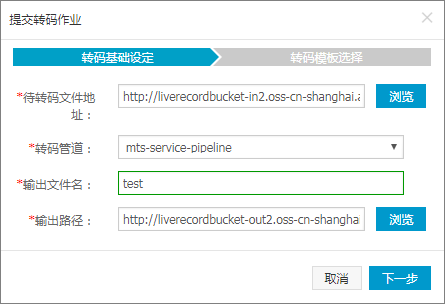 提交转码作业
转码基础设定 转码模板选择
*待转码文件地 http://liverecordbucket-in2.oss-cn-shanghai.a 浏览
址：
*转码管道： mts-service-pipeline
*输出文件名： test
*输出路径： http://liverecordbucket-out2.oss-cn-shanghai 浏览
取消 下一步